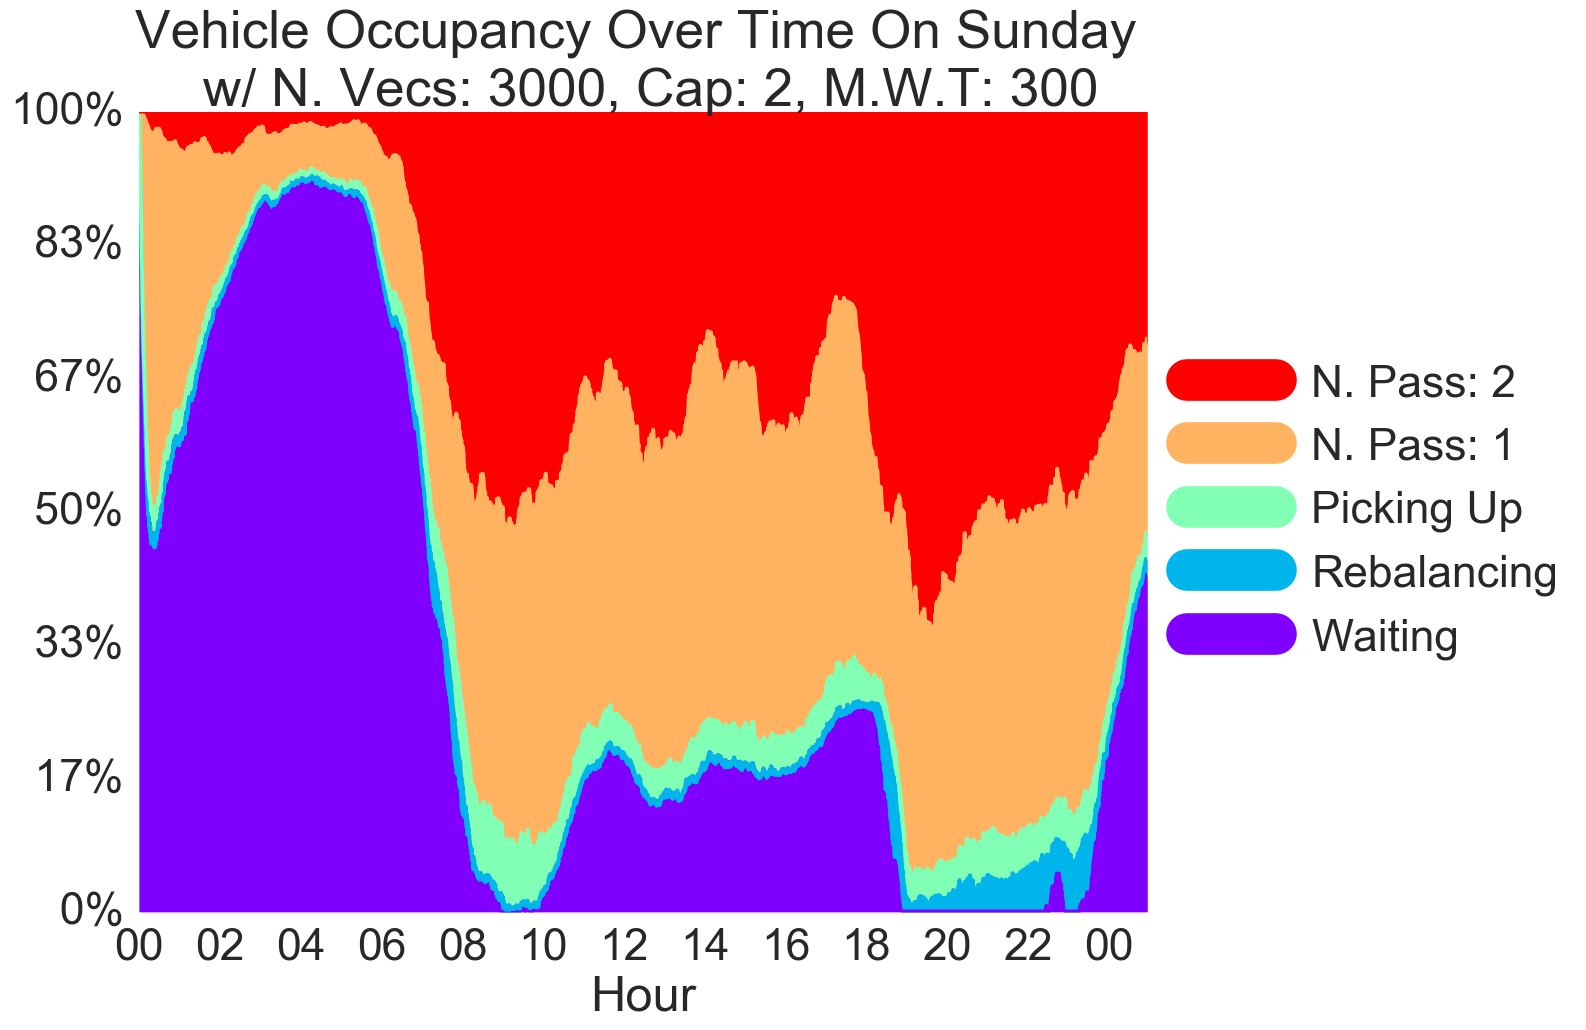 Vehicle Occupancy Over Time On Sunday
w/ N. Vecs: 3000, Cap: 2, M.W.T: 300
100%
83%
67%
50%
33%
17%
0%
00 02 04 06 08 10 12 14 16 18 20 22 00
Hour
N. Pass: 2
N. Pass: 1
Picking Up
Rebalancing
Waiting